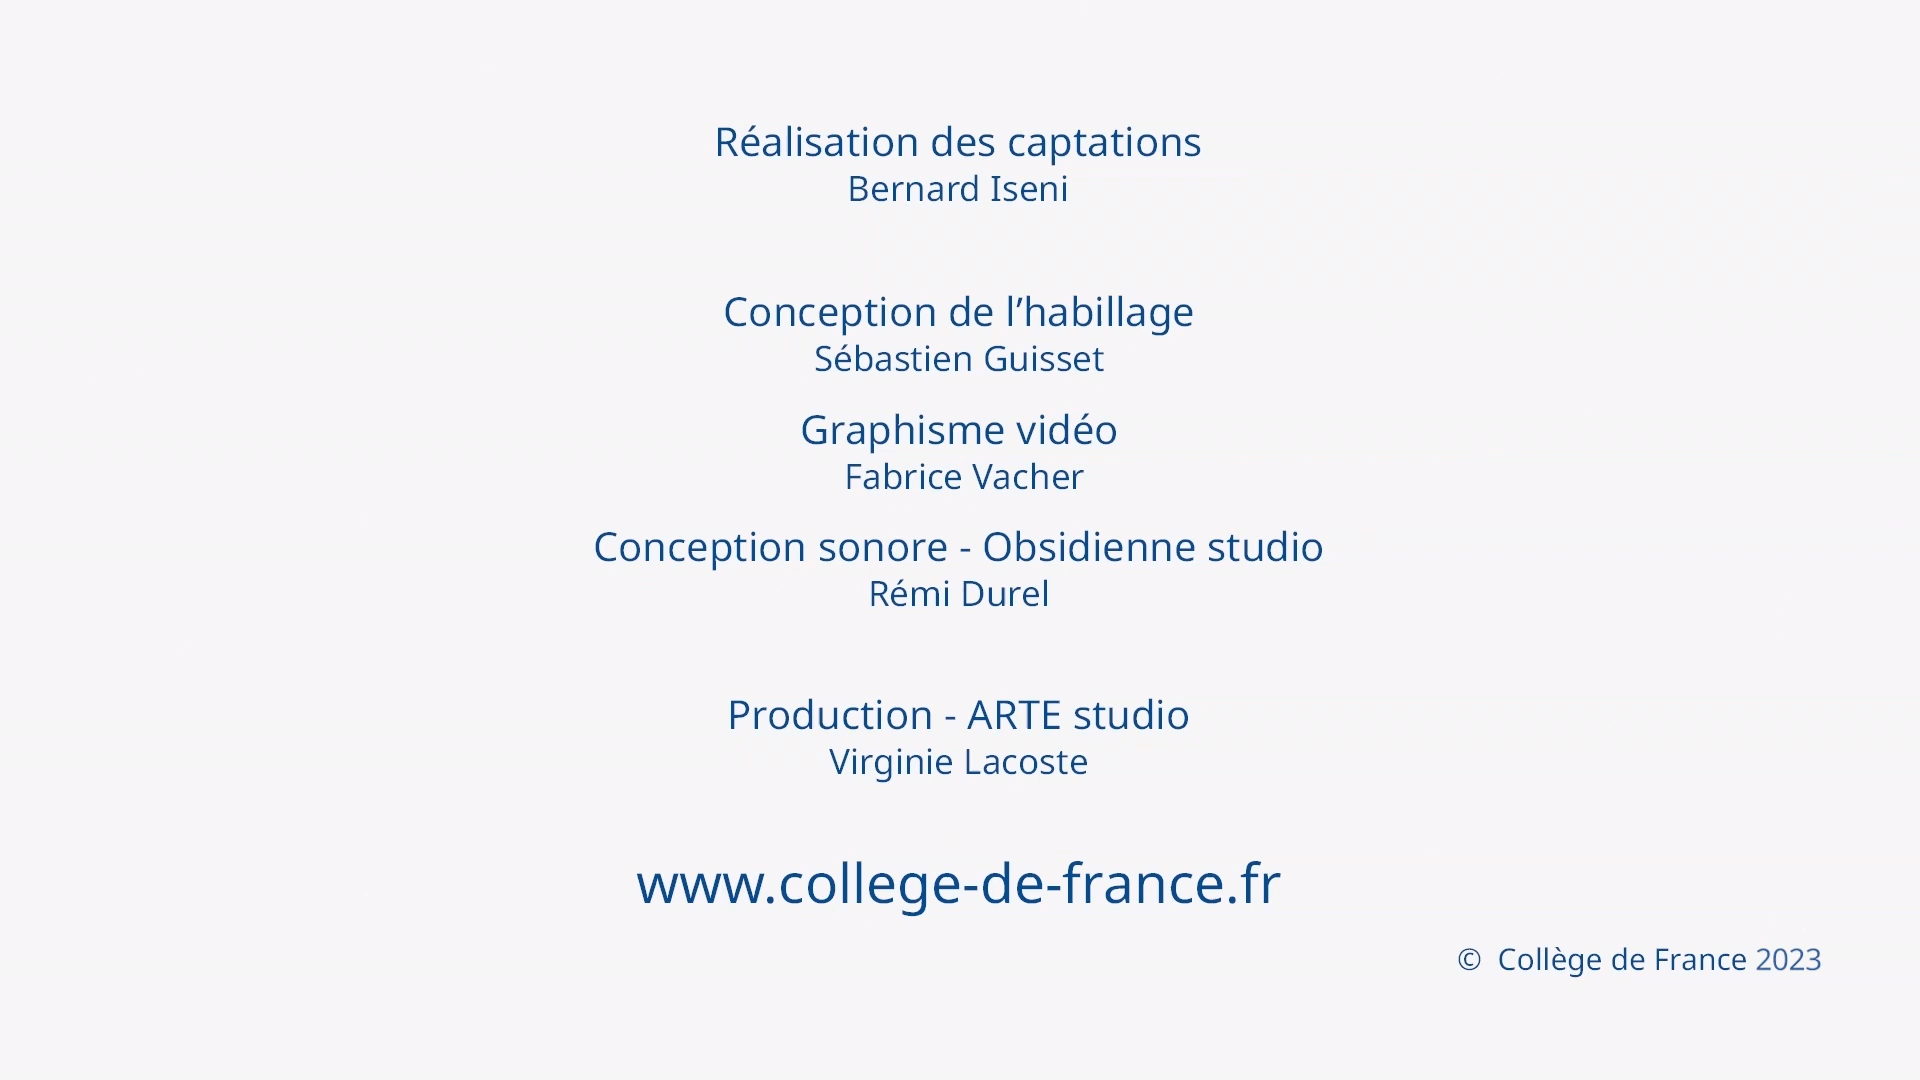 Réalisation des captations
Bernard Iseni
Conception de l’habillage
Sébastien Guisset
Graphisme vidéo
Fabrice Vacher
Conception sonore - Obsidienne studio
Rémi Durel
Production - ARTE studio
Virginie Lacoste
www.college-de-france.fr
© Collège de France 2023